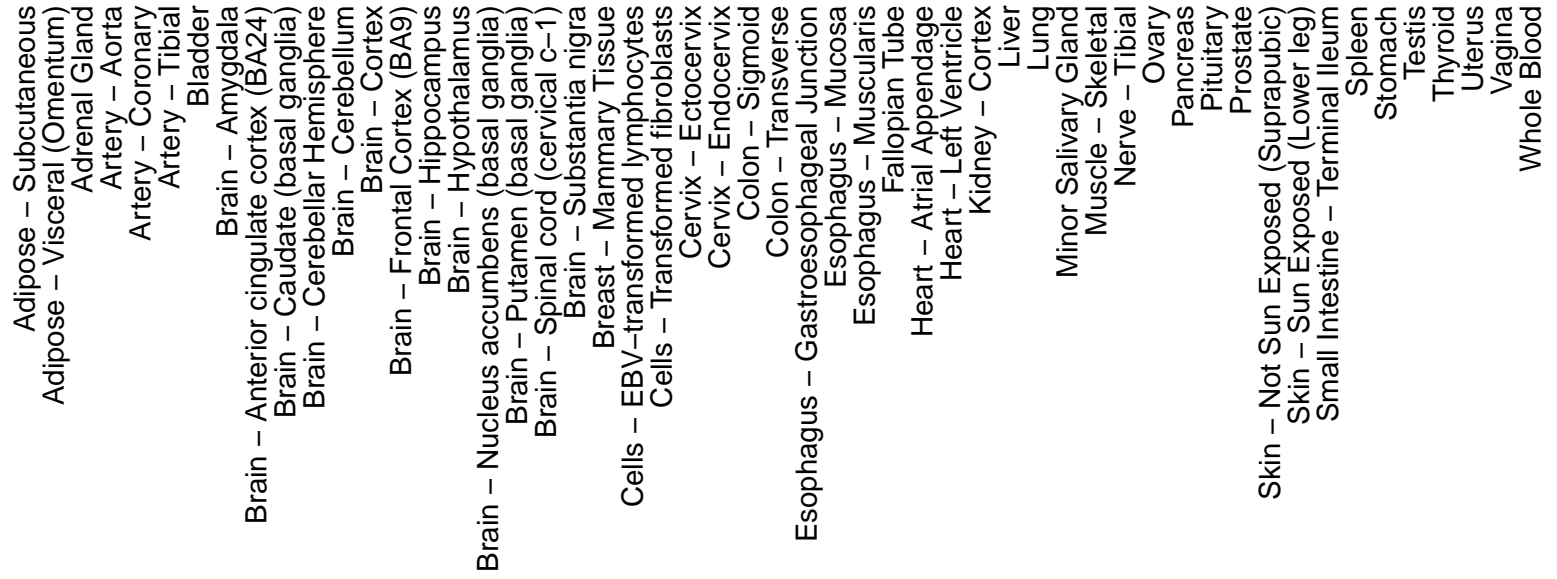 Adipose – Subcutaneous
Adipose – Visceral (Omentum)
Adrenal Gland
Artery – Aorta
Artery – Coronary
Artery – Tibial
Bladder
Brain – Amygdala
Brain – Anterior cingulate cortex (BA24)
Brain – Caudate (basal ganglia)
Brain – Cerebellar Hemisphere
Brain – Cerebellum
Brain – Cortex
Brain – Frontal Cortex (BA9)
Brain – Hippocampus
Brain – Hypothalamus
Brain – Nucleus accumbens (basal ganglia)
Brain – Putamen (basal ganglia)
Brain – Spinal cord (cervical c–1)
Brain – Substantia nigra
Breast – Mammary Tissue
Cells – EBV–transformed lymphocytes
Cells – Transformed fibroblasts
Cervix – Ectocervix
Cervix – Endocervix
Colon – Sigmoid
Colon – Transverse
Esophagus – Gastroesophageal Junction
Esophagus – Mucosa
Esophagus – Muscularis
Fallopian Tube
Heart – Atrial Appendage
Heart – Left Ventricle
Kidney – Cortex
Liver
Lung
Minor Salivary Gland
Muscle – Skeletal
Nerve – Tibial
Ovary
Pancreas
Pituitary
Prostate
Skin – Not Sun Exposed (Suprapubic)
Skin – Sun Exposed (Lower leg)
Small Intestine – Terminal Ileum
Spleen
Stomach
Testis
Thyroid
Uterus
Vagina
Whole Blood